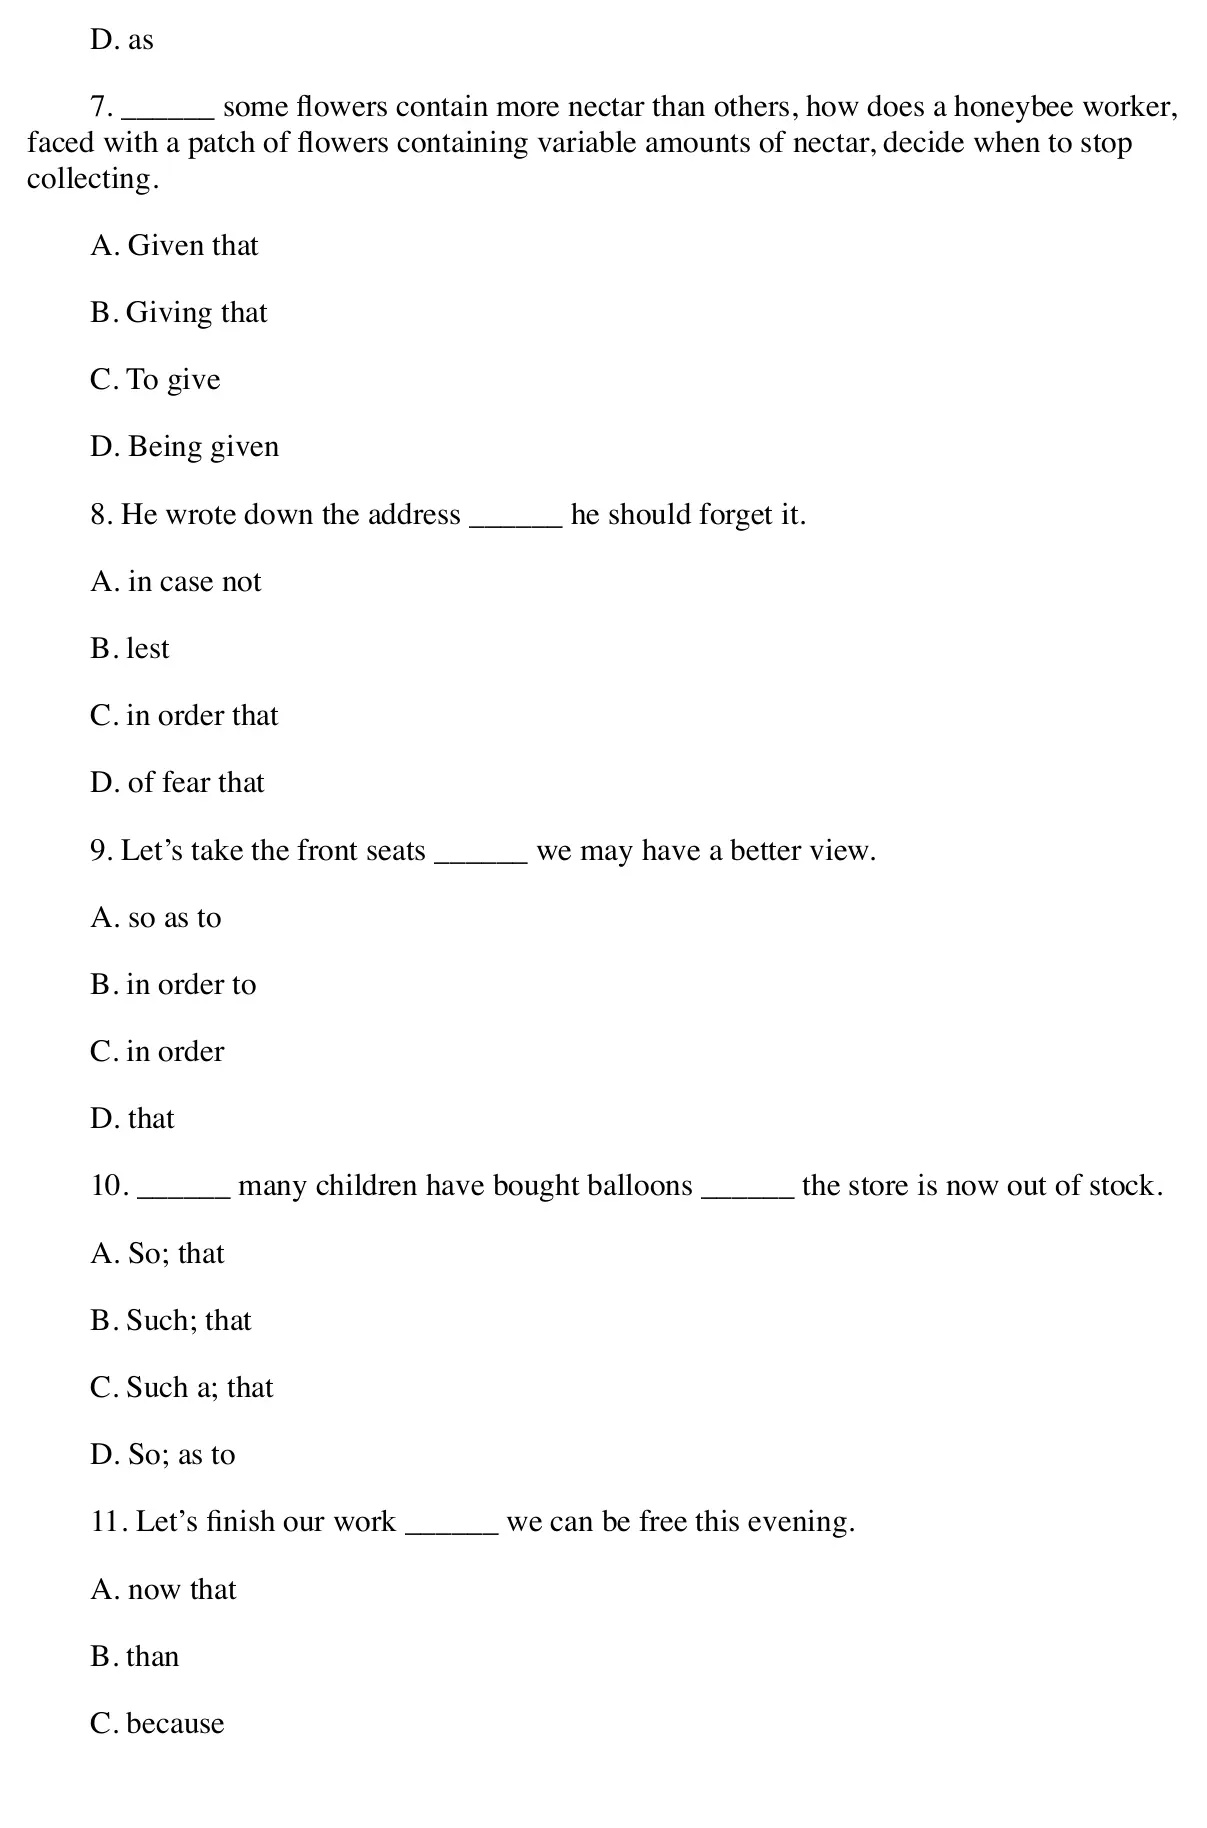 D. as
7. ______ some flowers contain more nectar than others, how does a honeybee worker,
faced with a patch of flowers containing variable amounts of nectar, decide when to stop
collecting.
A. Given that
B. Giving that
C. To give
D. Being given
8. He wrote down the address ______ he should forget it.
A. in case not
B. lest
C. in order that
D. of fear that
9. Let’s take the front seats ______ we may have a better view.
A. so as to
B. in order to
C. in order
D. that
10. ______ many children have bought balloons ______ the store is now out of stock.
A. So; that
B. Such; that
C. Such a; that
D. So; as to
11. Let’s finish our work ______ we can be free this evening.
A. now that
B. than
C. because